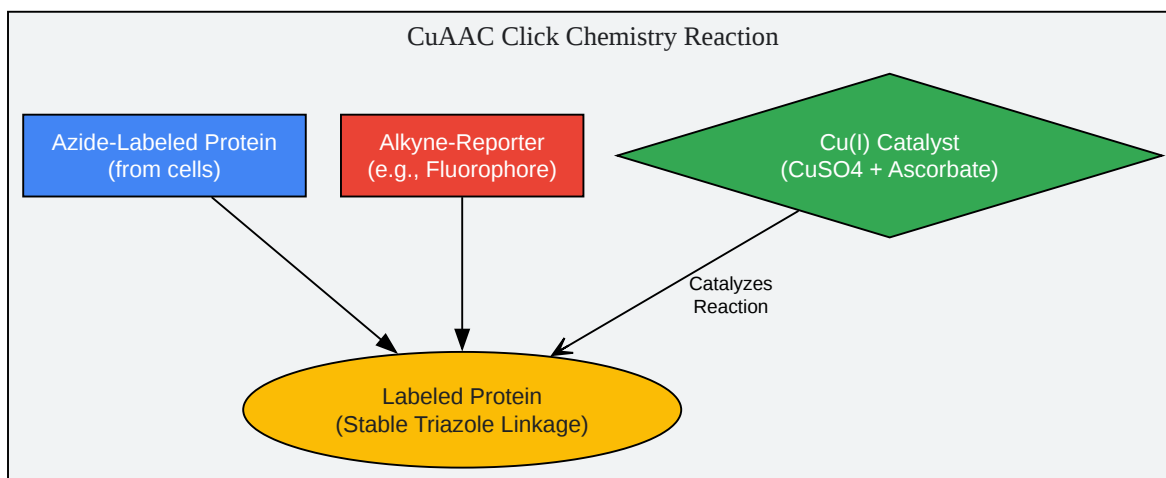 CuAAC Click Chemistry Reaction
Azide-Labeled Protein
(from cells)
Alkyne-Reporter
(e.g., Fluorophore)
Cu(I) Catalyst
(CuSO4 + Ascorbate)
Catalyzes
Reaction
Labeled Protein
(Stable Triazole Linkage)